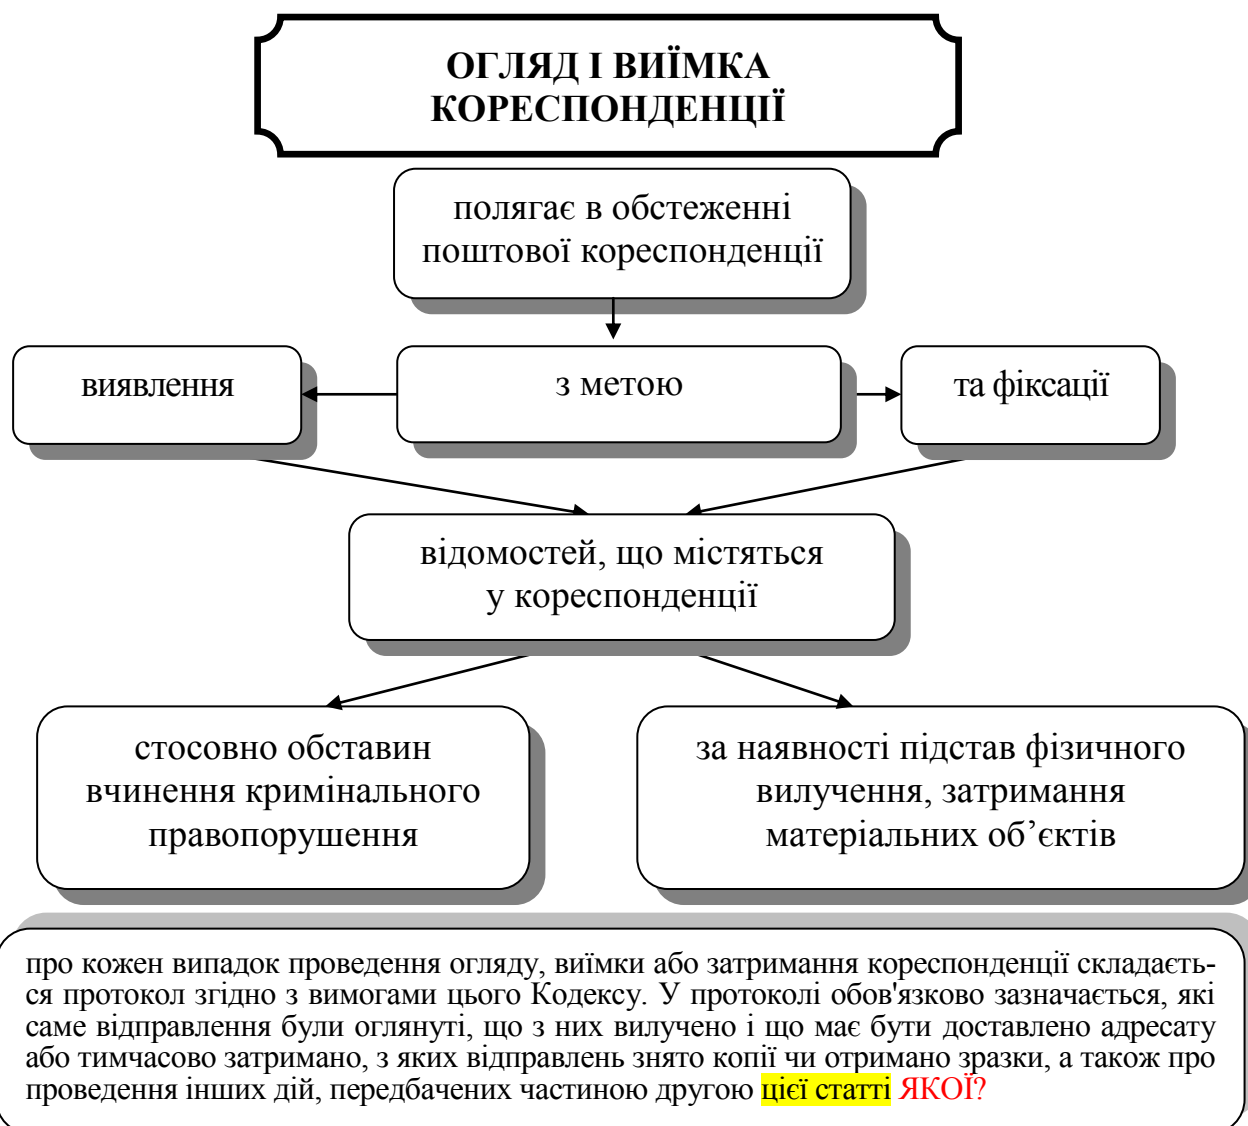 ОГЛЯД І ВИЇМКА
КОРЕСПОНДЕНЦІЇ
полягає в обстеженні
поштової кореспонденції
виявлення
з метою
та фіксації
відомостей, що містяться
у кореспонденції
стосовно обставин
вчинення кримінального
правопорушення
за наявності підстав фізичного
вилучення, затримання
матеріальних об’єктів
про кожен випадок проведення огляду, виїмки або затримання кореспонденції складаєть-
ся протокол згідно з вимогами цього Кодексу. У протоколі обов'язково зазначається, які
саме відправлення були оглянуті, що з них вилучено і що має бути доставлено адресату
або тимчасово затримано, з яких відправлень знято копії чи отримано зразки, а також про
проведення інших дій, передбачених частиною другою цієї статті ЯКОЇ?